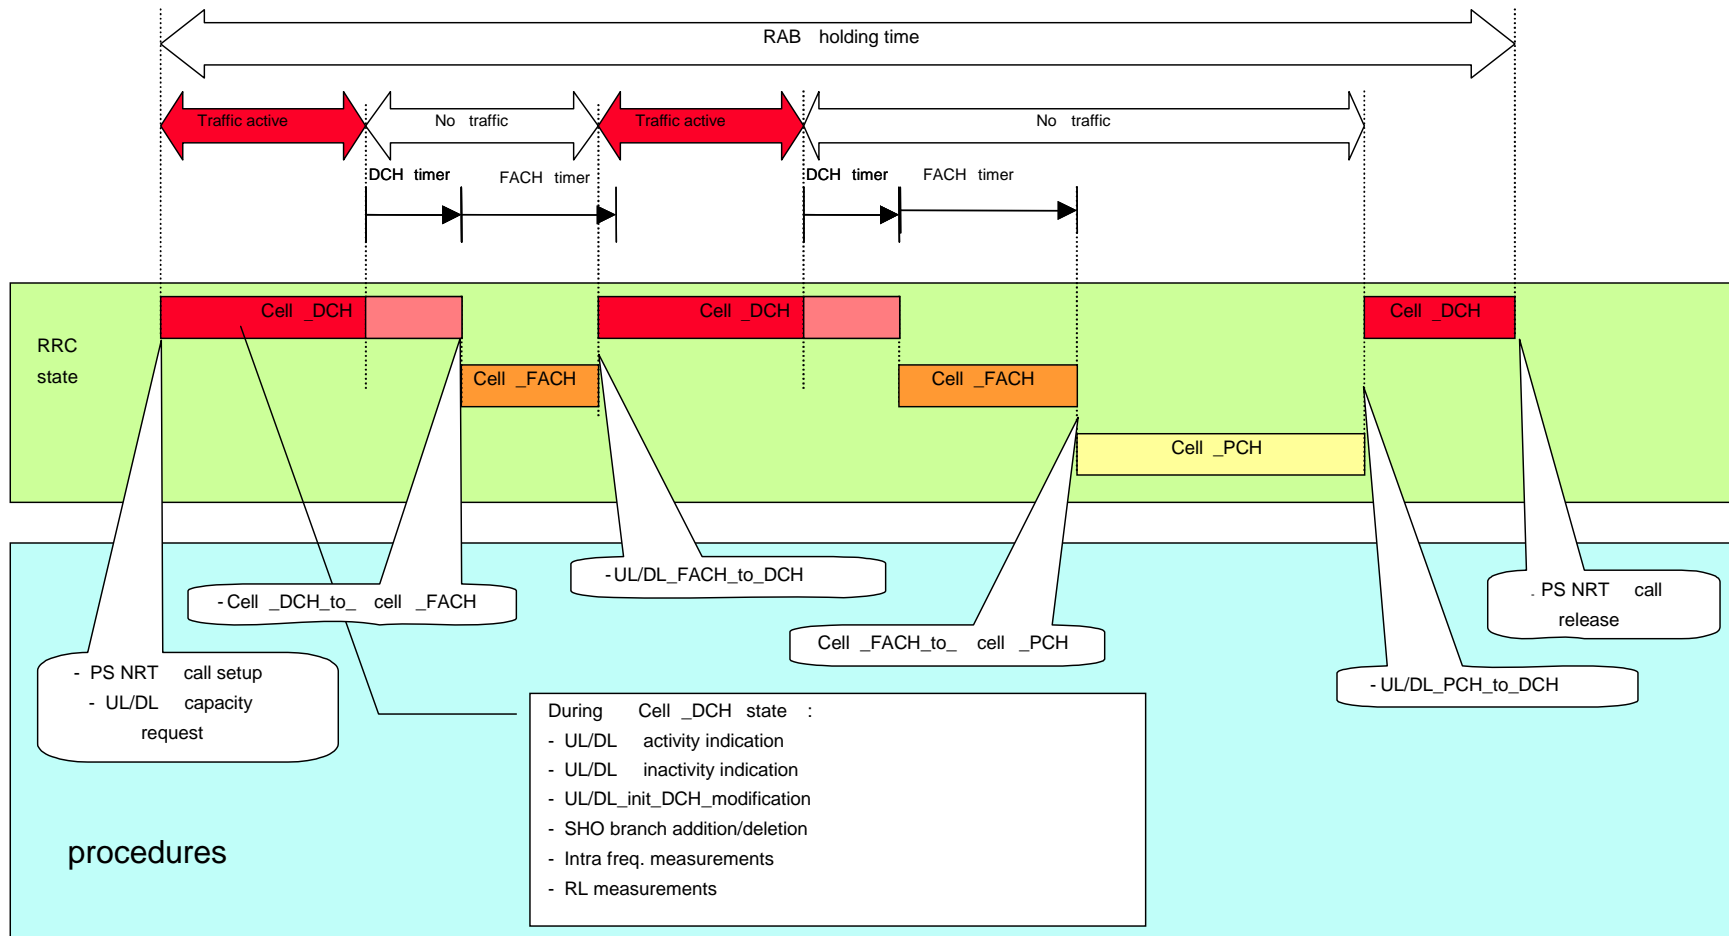 RAB holding time
Traffic active
No traffic
Traffic active
No traffic
DCH timer
FACH timer
DCH timer
FACH timer
RRC
state
Cell _DCH
Cell _DCH
Cell _DCH
Cell _FACH
Cell _FACH
Cell _PCH
-UL/DL_FACH_to_DCH
- Cell _DCH_to_ cell _FACH
. PS NRT call
release
Cell _FACH_to_ cell _PCH
- PS NRT call setup
- UL/DL capacity
request
- UL/DL_PCH_to_DCH
During Cell _DCH state :
- UL/DL activity indication
- UL/DL inactivity indication
- UL/DL_init_DCH_modification
- SHO branch addition/deletion
- Intra freq. measurements
- RL measurements
procedures